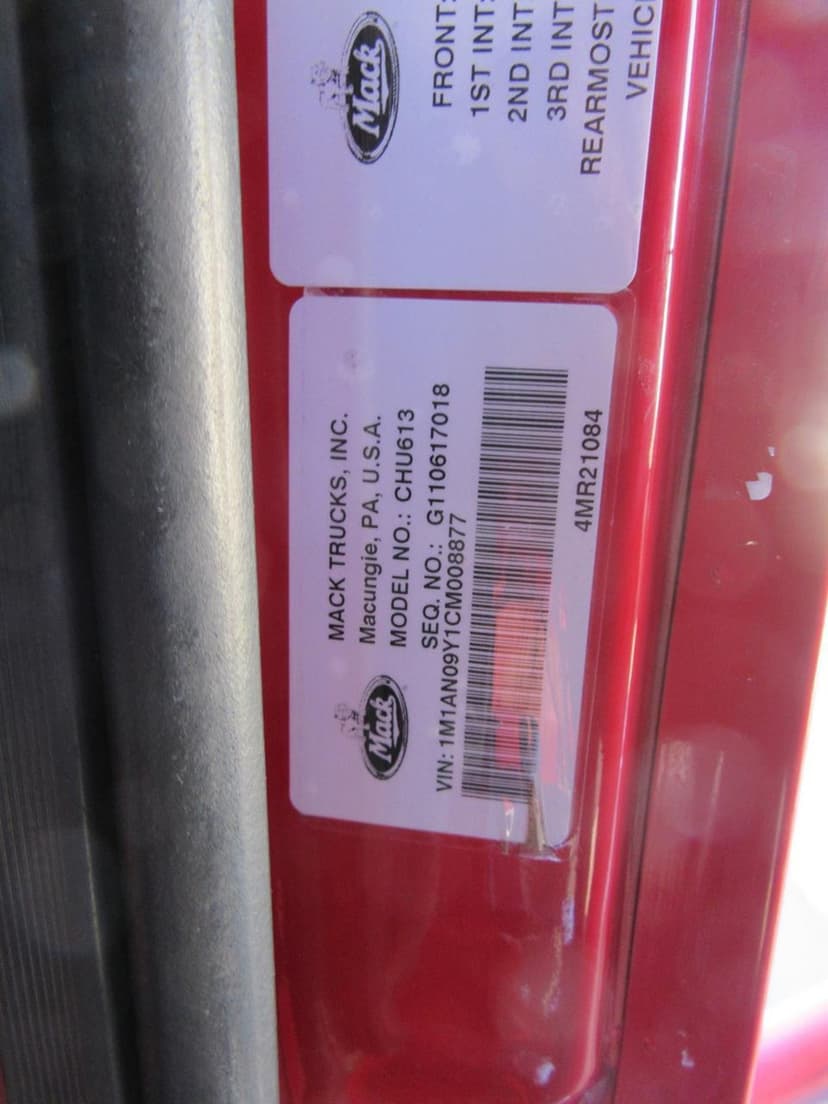 Mack
FRONT:
1ST INT:
2ND INT:
3RD INT
REARMOST
VEHIC
MACK TRUCKS, INC.
Macungie, PA, U.S.A.
MODEL NO.: CHU613
SEQ. NO.: G110617018
Mack
VIN: 1M1AN09Y1CM008877
4MR21084